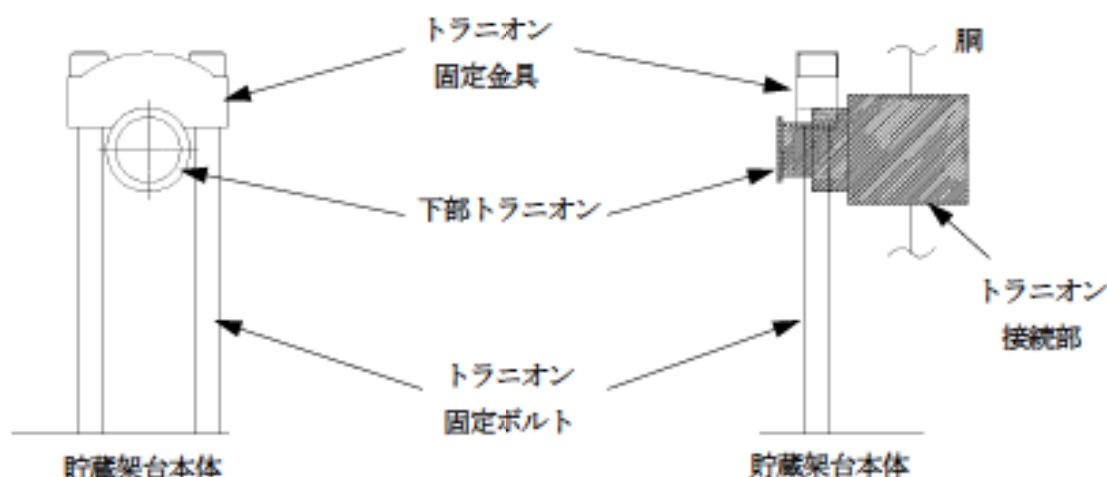 トラニオン
固定金具
胴
下部トラニオン
トラニオン
接続部
トラニオン
固定ボルト
貯蔵架台本体
貯蔵架台本体